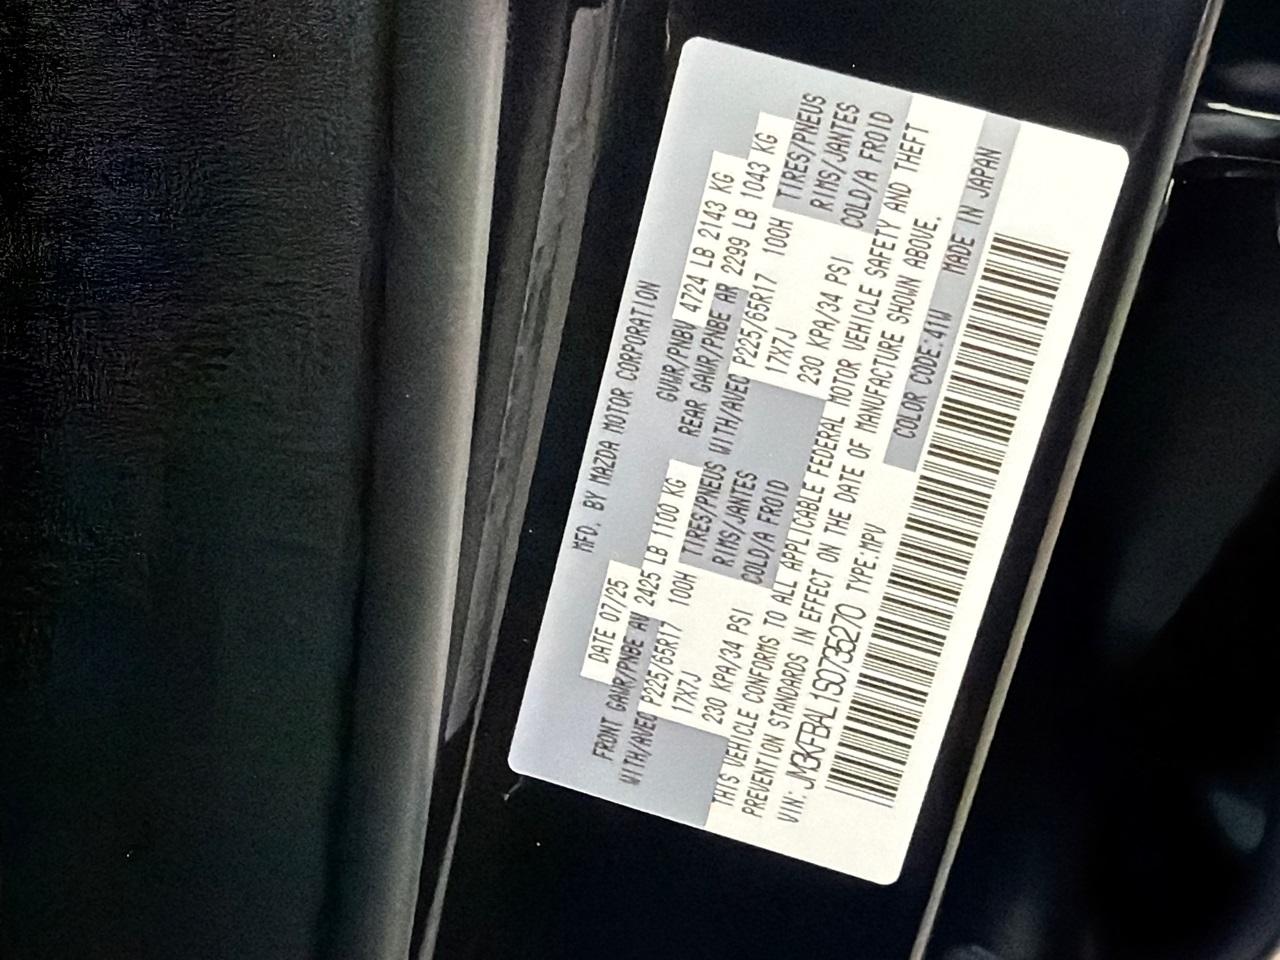 MFD. BY MAZDA MOTOR CORPORATION
DATE 07/25 GVWR/PNBV 4724 LB 2143 KG
FRONT GAWR/PNBE AV 2425 LB 1100 KG REAR GAWR/PNBE AR 2299 LB 1043 KG
WITH/AVEC P225/65R17 100H TIRES/PNEUS WITH/AVEC P225/65R17 100H TIRES/PNEUS
17X7J RIMS/JANTES 17X7J RIMS/JANTES
230 KPA/34 PSI COLD/A FROID 230 KPA/34 PSI COLD/A FROID
THIS VEHICLE CONFORMS TO ALL APPLICABLE FEDERAL MOTOR VEHICLE SAFETY AND THEFT
PREVENTION STANDARDS IN EFFECT ON THE DATE OF MANUFACTURE SHOWN ABOVE.
VIN: JM3KFBAL1S0735270 TYPE:MPV COLOR CODE:41W MADE IN JAPAN